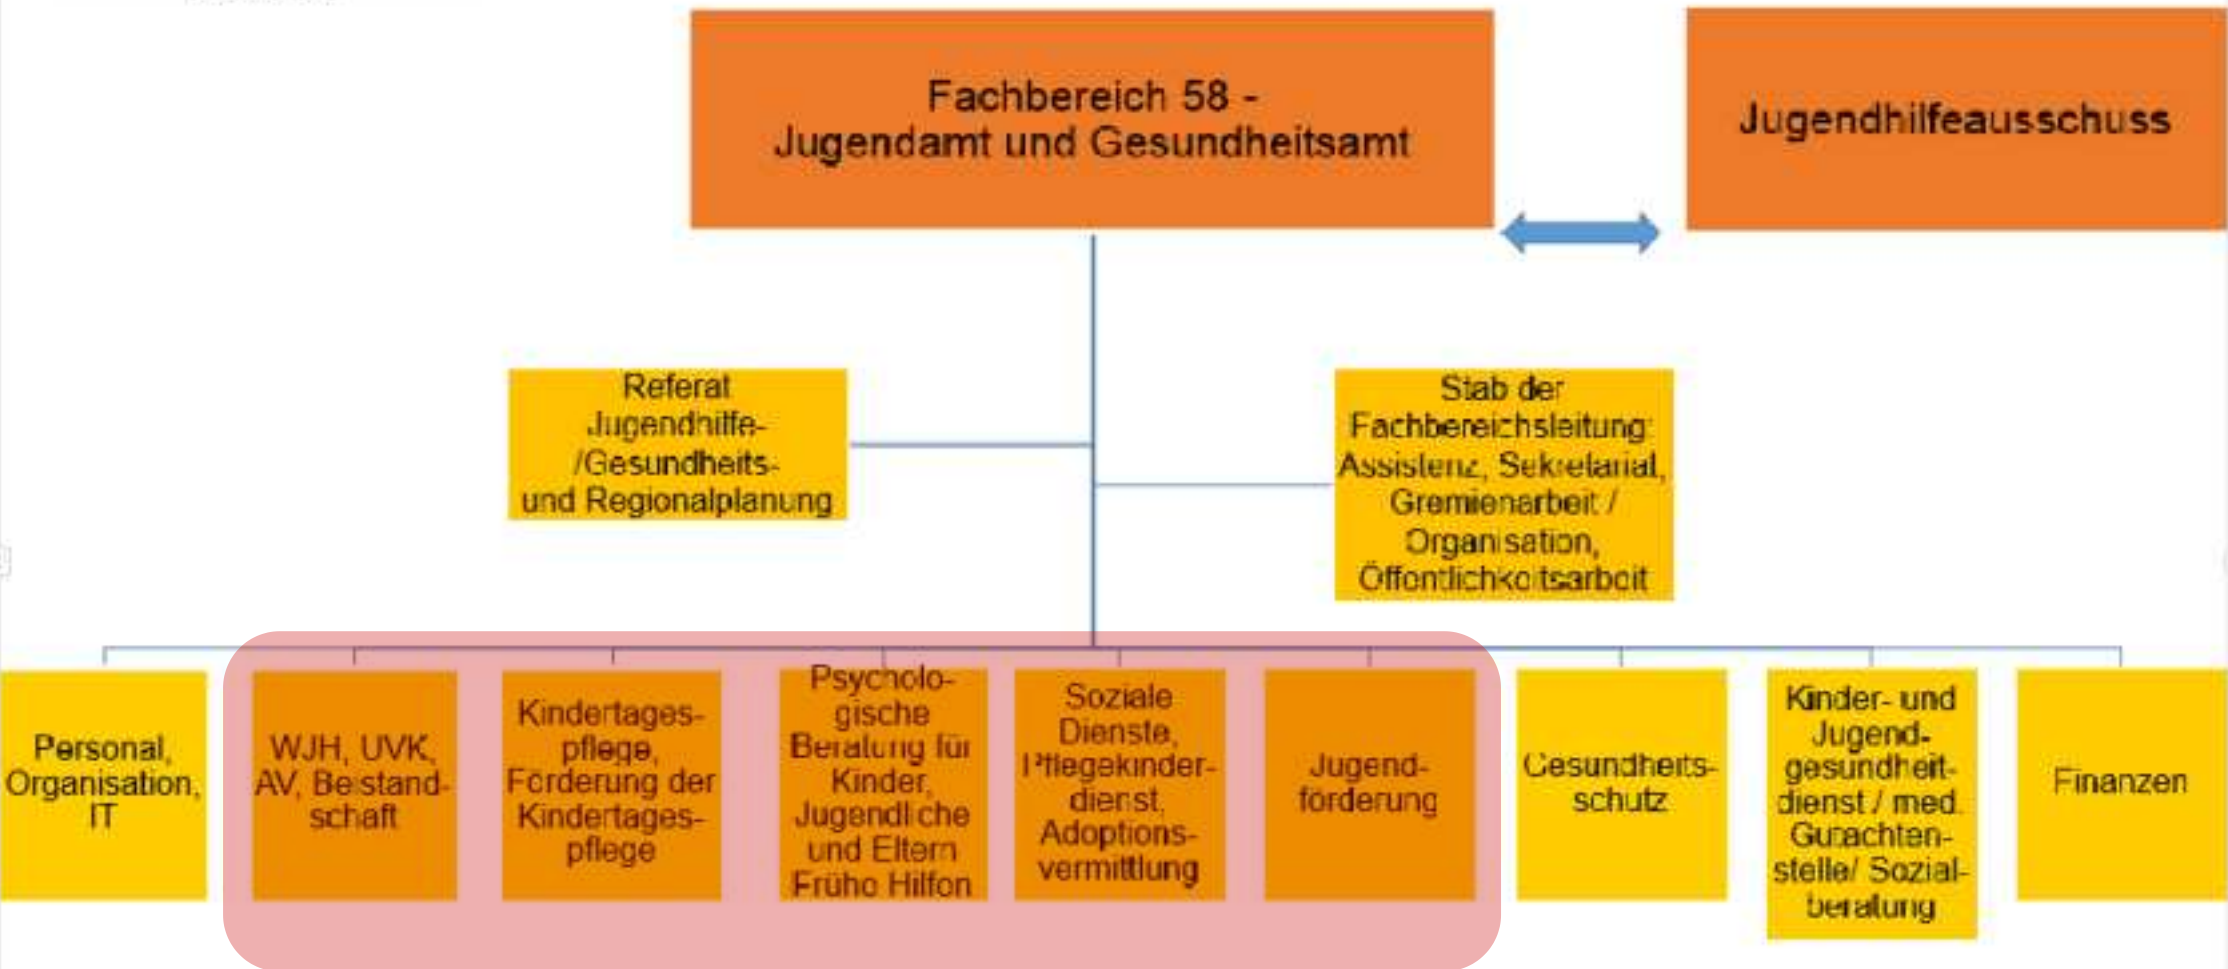 Fachbereich 58 -
Jugendamt und Gesundheitsamt
Jugendhilfeausschuss
Referat
Jugendhilfe-
/Gesundheits-
und Regionalplanung
Stab der
Fachbereichsleitung:
Assistenz, Sekretariat,
Gremienarbeit /
Organisation,
Öffentlichkeitsarbeit
Personal,
Organisation,
IT
WJH, UVK,
AV, Beistand-
schaft
Kindertages-
pflege,
Förderung der
Kindertages-
pflege
Psycholo-
gische
Beratung für
Kinder,
Jugendliche
und Eltern
Frühe Hilfen
Soziale
Dienste,
Pflegekinder-
dienst,
Adoptions-
vermittlung
Jugend-
förderung
Gesundheits-
schutz
Kinder- und
Jugend-
gesundheit-
dienst / med.
Gutachten-
stelle/ Sozial-
beratung
Finanzen